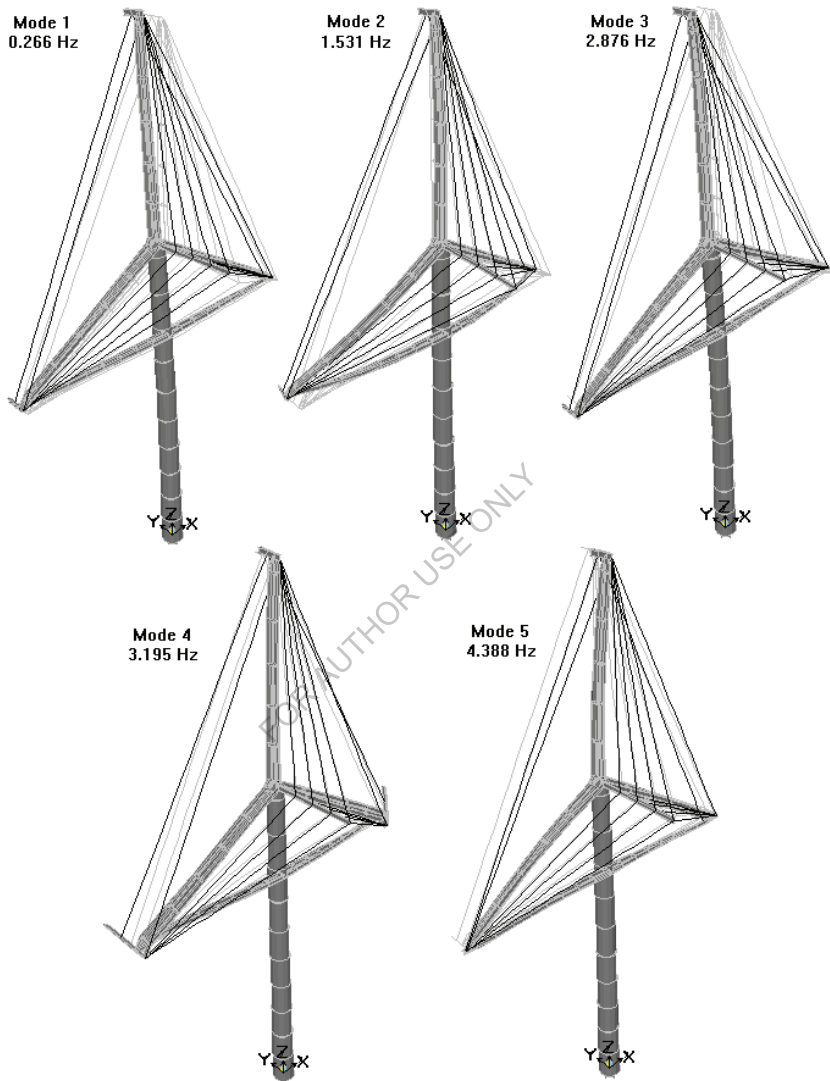 Mode 1
0.266 Hz
Mode 2
1.531 Hz
Mode 3
2.876 Hz
Z
Y X
Z
Y X
Z
Y X
FOR AUTHOR USE ONLY
Mode 4
3.195 Hz
Mode 5
4.388 Hz
Z
Y X
Z
Y X